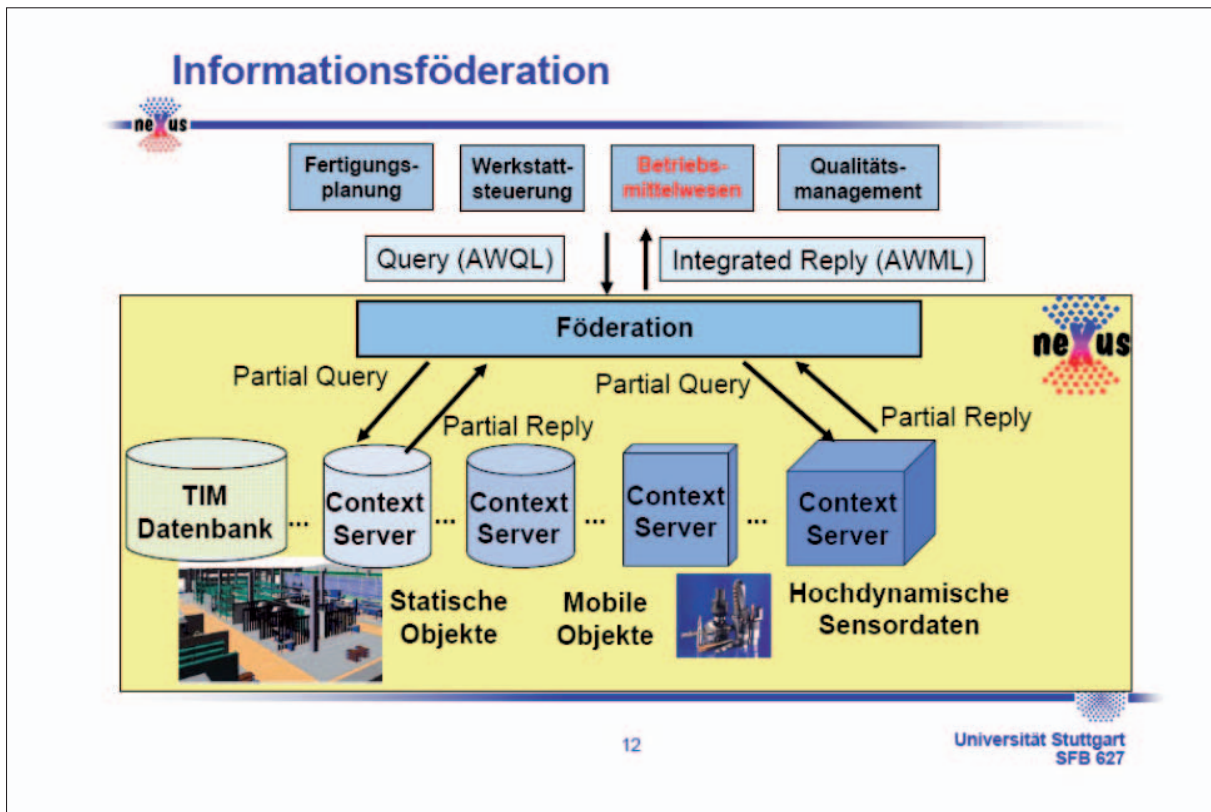 Informationsföderation
neXus
Fertigungs-
planung
Werkstatt-
steuerung
Betriebs-
mittelwesen
Qualitäts-
management
Query (AWQL)
Integrated Reply (AWML)
Föderation
neXus
Partial Query
Partial Reply
Partial Query
Partial Reply
TIM
Datenbank
...
Context
Server
...
Context
Server
...
Context
Server
...
Context
Server
Statische
Objekte
Mobile
Objekte
Hochdynamische
Sensordaten
12
Universität Stuttgart
SFB 627